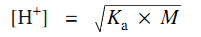 [H⁺] = √(Kₐ × M)